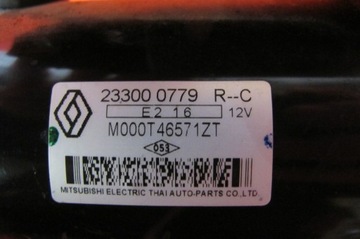 23300 0779 R--C
E2 16 12V
M000T46571ZT
053
MITSUBISHI ELECTRIC THAI AUTO-PARTS CO.,LTD.